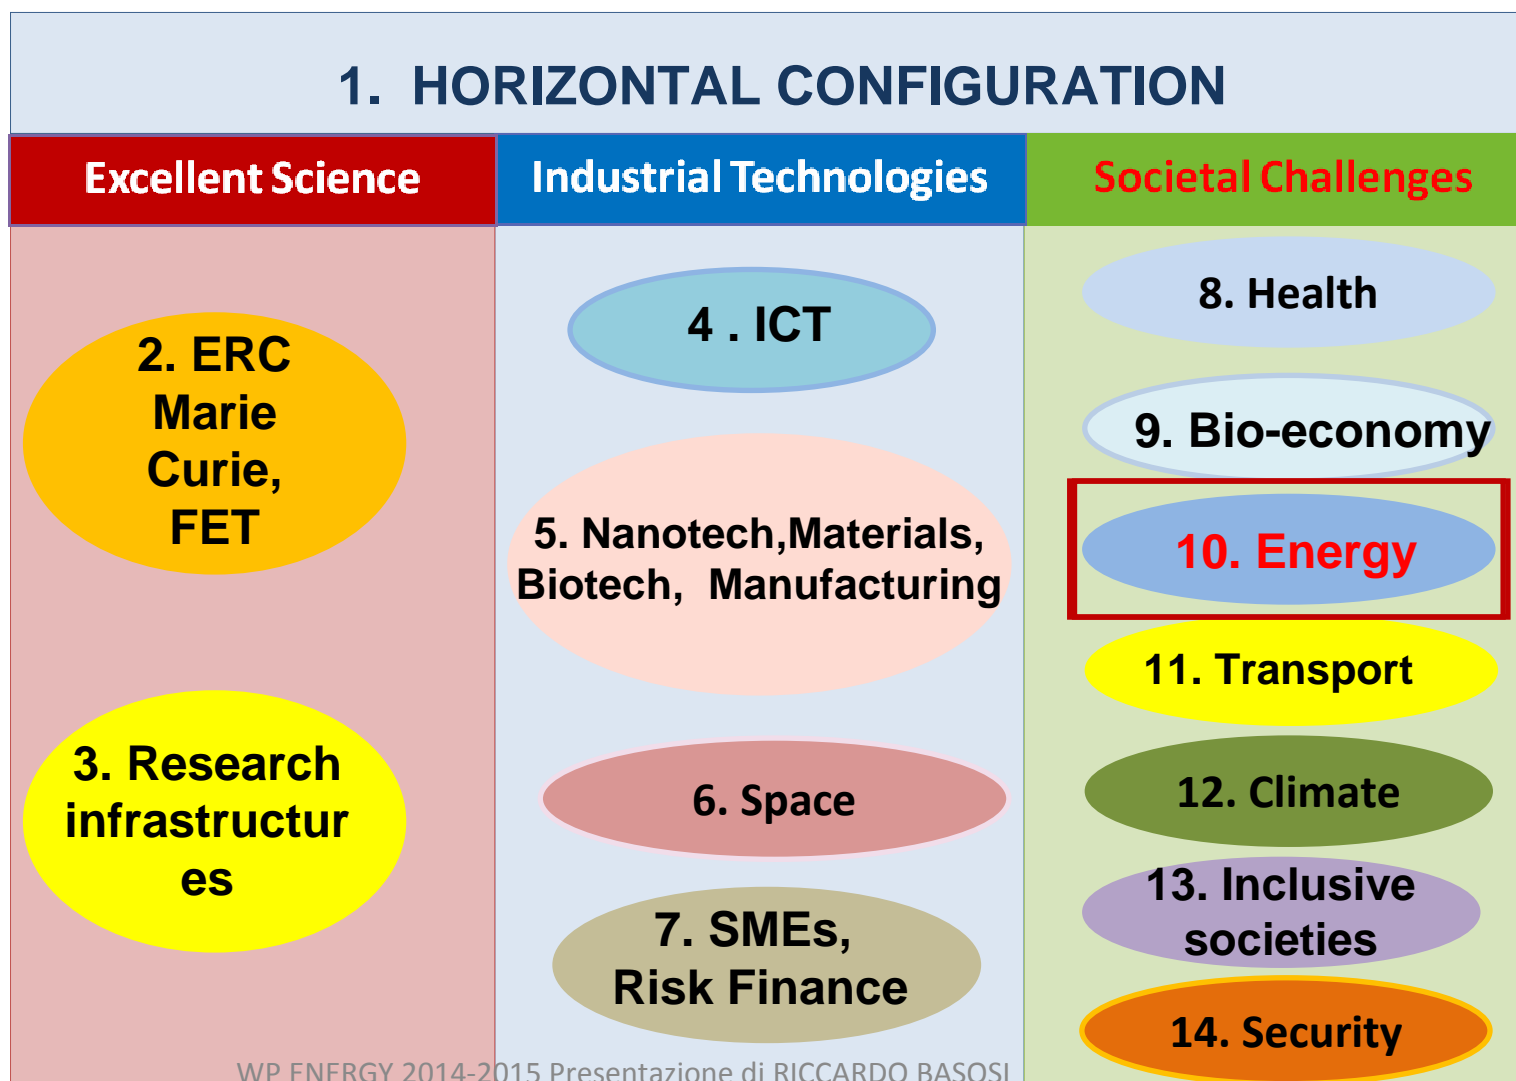 1. HORIZONTAL CONFIGURATION
Excellent Science
Industrial Technologies
Societal Challenges
2. ERC
Marie
Curie,
FET
3. Research
infrastructur
es
4 . ICT
5. Nanotech,Materials,
Biotech, Manufacturing
6. Space
7. SMEs,
Risk Finance
8. Health
9. Bio-economy
10. Energy
11. Transport
12. Climate
13. Inclusive
societies
14. Security
WP ENERGY 2014-2015 Presentazione di RICCARDO BASOSI